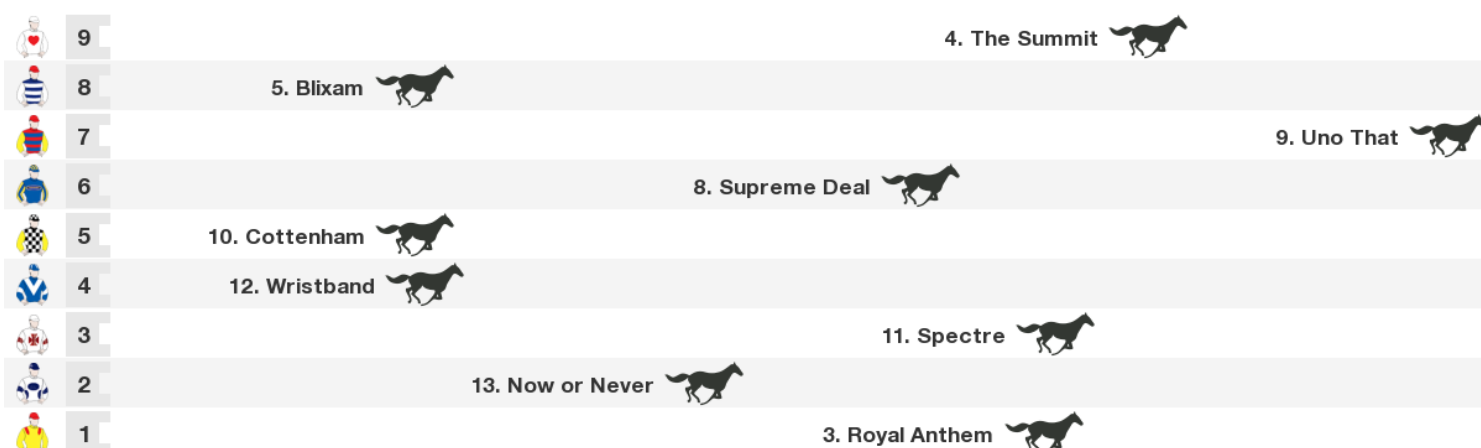 9 4. The Summit
8 5. Blixam
7 9. Uno That
6 8. Supreme Deal
5 10. Cottenham
4 12. Wristband
3 11. Spectre
2 13. Now or Never
1 3. Royal Anthem